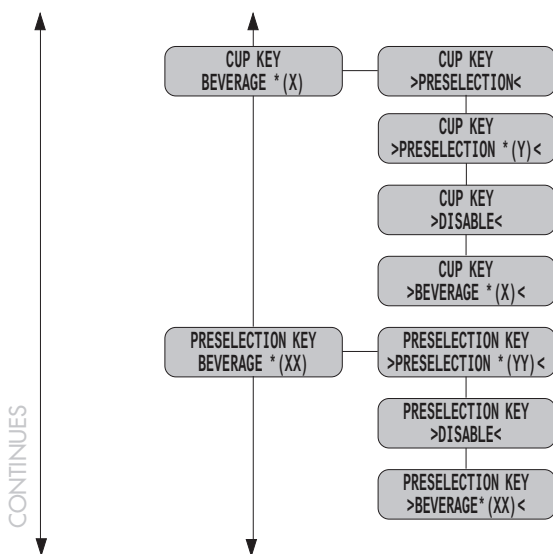 CUP KEY
BEVERAGE *(X)
CUP KEY
>PRESELECTION<
CUP KEY
>PRESELECTION *(Y)<
CUP KEY
>DISABLE<
CUP KEY
>BEVERAGE *(X)<
PRESELECTION KEY
BEVERAGE *(XX)
PRESELECTION KEY
>PRESELECTION *(YY)<
PRESELECTION KEY
>DISABLE<
PRESELECTION KEY
>BEVERAGE*(XX)<
CONTINUES